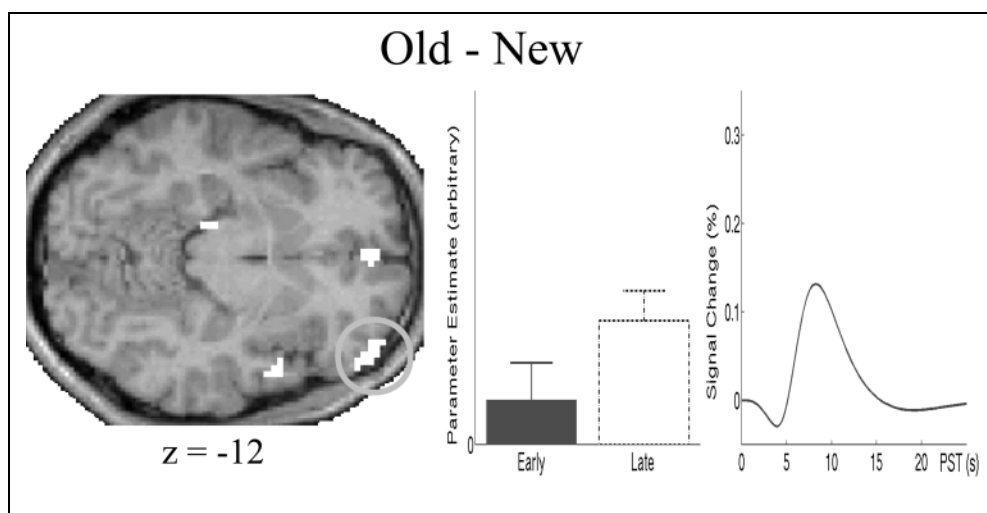 Old - New
z = -12
Parameter Estimate (arbitrary)
0
Early
Late
Signal Change (%)
0.3
0.2
0.1
0
0
5
10
15
20
PST (s)